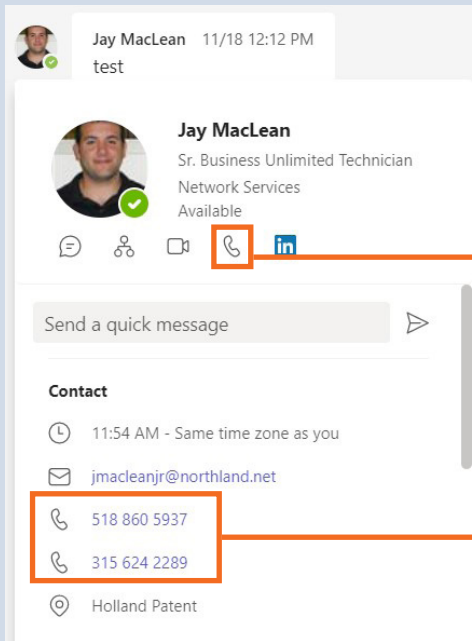 Jay MacLean 11/18 12:12 PM
test
Jay MacLean
Sr. Business Unlimited Technician
Network Services
Available
in
Send a quick message
Contact
11:54 AM - Same time zone as you
jmacleanjr@northland.net
518 860 5937
315 624 2289
Holland Patent